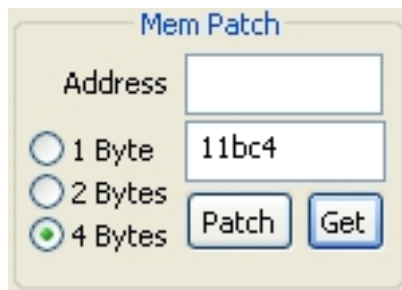 Mem Patch
Address
1 Byte 11bc4
2 Bytes
4 Bytes Patch Get